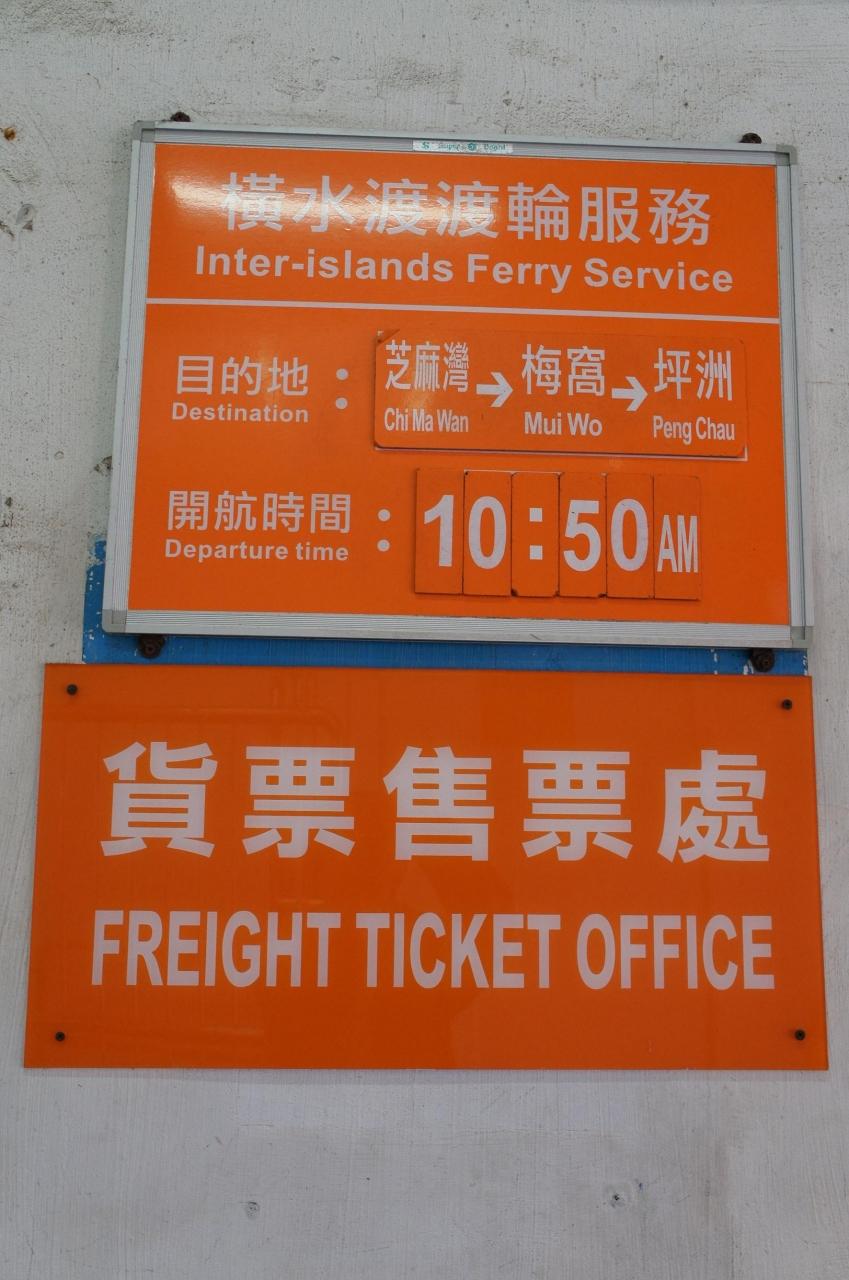 橫水渡渡輪服務
Inter-islands Ferry Service
目的地：
Destination
芝麻灣 → 梅窩 → 坪洲
Chi Ma Wan Mui Wo Peng Chau
開航時間：
Departure time
10:50AM
貨票售票處
FREIGHT TICKET OFFICE